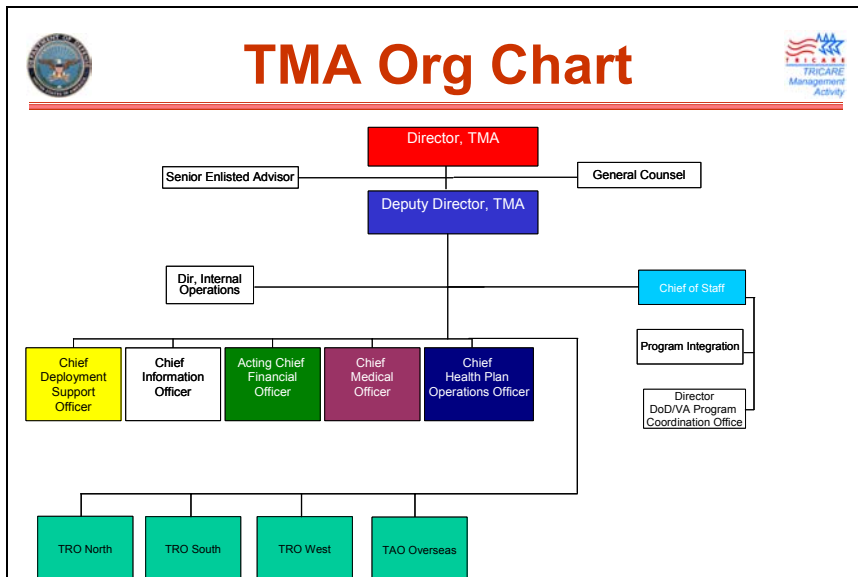 TMA Org Chart
TRICARE
TRICARE
Management
Activity
Director, TMA
Senior Enlisted Advisor
General Counsel
Deputy Director, TMA
Dir, Internal
Operations
Chief of Staff
Program Integration
Director
DoD/VA Program
Coordination Office
Chief
Deployment
Support
Officer
Chief
Information
Officer
Acting Chief
Financial
Officer
Chief
Medical
Officer
Chief
Health Plan
Operations Officer
TRO North
TRO South
TRO West
TAO Overseas